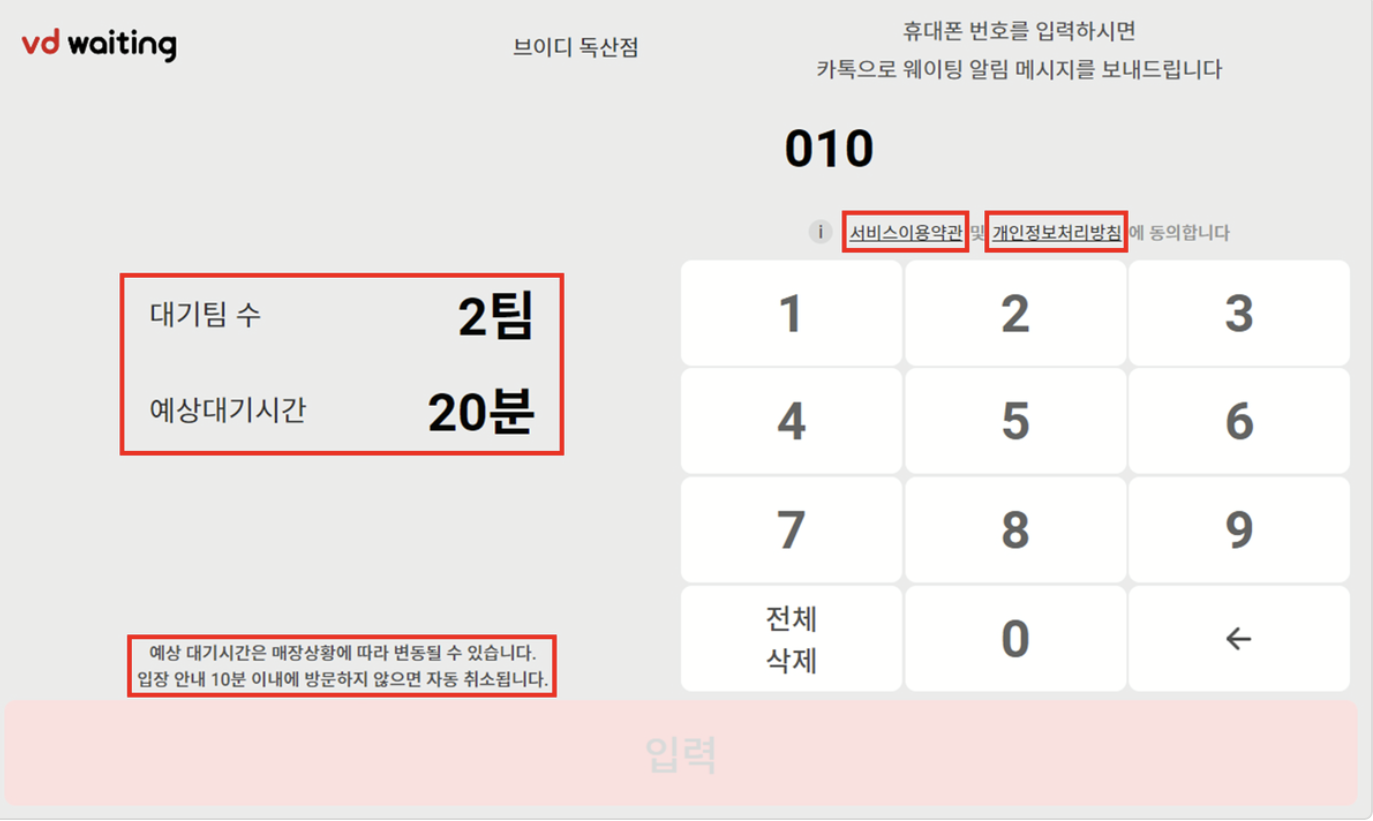 vd waiting
브이디 독산점
휴대폰 번호를 입력하시면
카톡으로 웨이팅 알림 메시지를 보내드립니다
010
i 서비스이용약관 및 개인정보처리방침에 동의합니다
대기팀 수 2팀
예상대기시간 20분
1 2 3
4 5 6
7 8 9
전체
삭제
0 ←
예상 대기시간은 매장상황에 따라 변동될 수 있습니다.
입장 안내 10분 이내에 방문하지 않으면 자동 취소됩니다.
입력